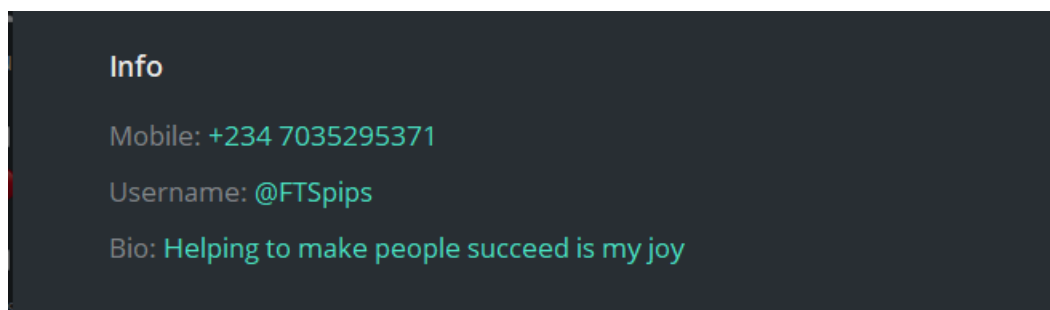 Info
Mobile: +234 7035295371
Username: @FTSpips
Bio: Helping to make people succeed is my joy